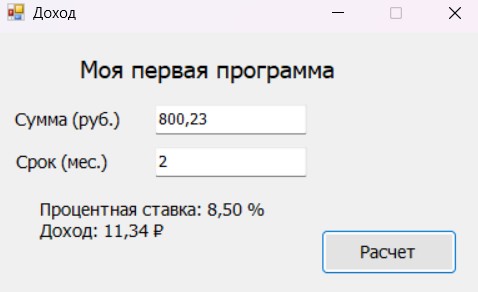 Доход
Моя первая программа
Сумма (руб.) 800,23
Срок (мес.) 2
Процентная ставка: 8,50 %
Доход: 11,34 ₽
Расчет